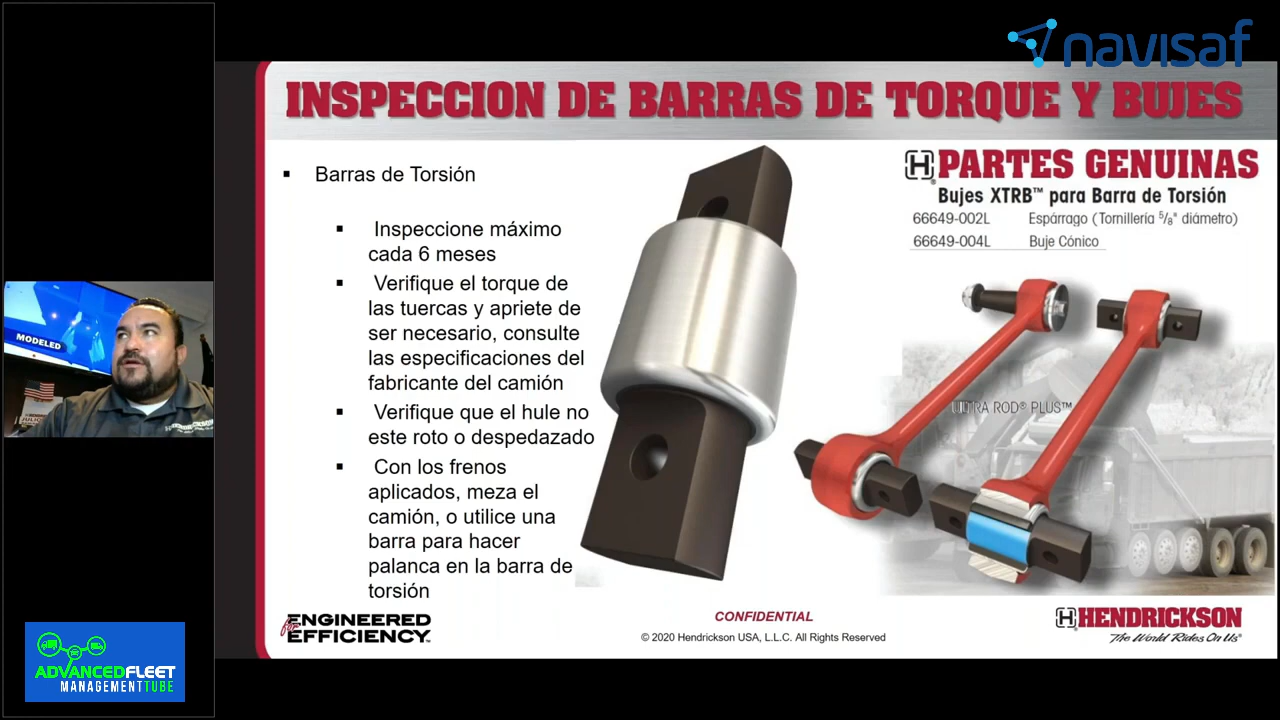 navisaf
INSPECCION DE BARRAS DE TORQUE Y BUJES
Barras de Torsión
Inspeccione máximo
cada 6 meses
Verifique el torque de
las tuercas y apriete de
ser necesario, consulte
las especificaciones del
fabricante del camión
Verifique que el hule no
este roto o despedazado
Con los frenos
aplicados, meza el
camión, o utilice una
barra para hacer
palanca en la barra de
torsión
PARTES GENUINAS
Bujes XTRB™ para Barra de Torsión
66649-002L Espárrago (Tornillería 5/8" diámetro)
66649-004L Buje Cónico
ULTRA ROD® PLUS™
MODELED
ENGINEERED
for EFFICIENCY™
CONFIDENTIAL
© 2020 Hendrickson USA, L.L.C. All Rights Reserved
HENDRICKSON
The World Rides On Us®
ADVANCEDFLEET
MANAGEMENTTUBE